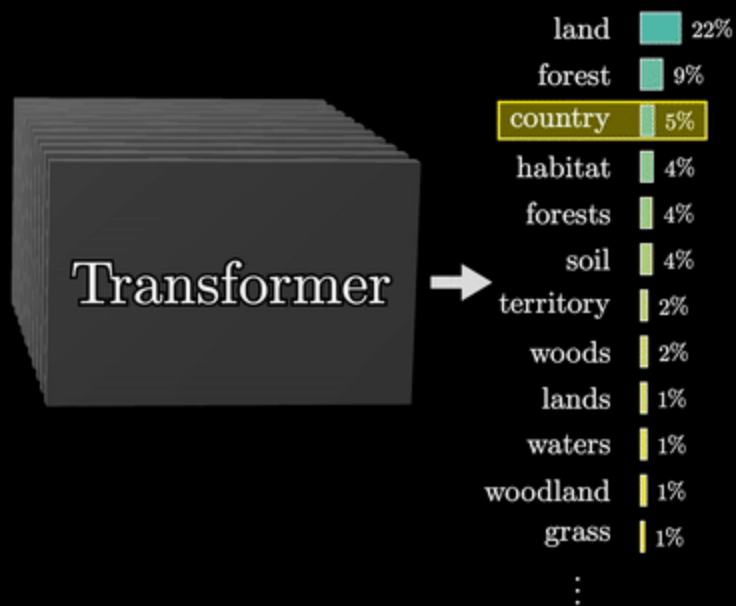 land 22%
forest 9%
country 5%
habitat 4%
forests 4%
Transformer
soil 4%
territory 2%
woods 2%
lands 1%
waters 1%
woodland 1%
grass 1%
⋮